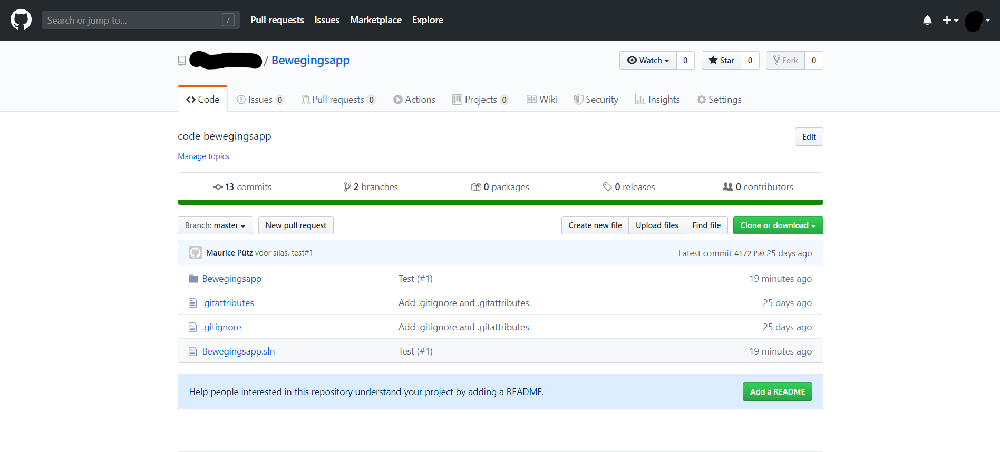 Search or jump to... /
Pull requests Issues Marketplace Explore
/ Bewegingsapp
Watch 0 Star 0 Fork 0
Code Issues 0 Pull requests 0 Actions Projects 0 Wiki Security Insights Settings
code bewegingsapp Edit
Manage topics
13 commits 2 branches 0 packages 0 releases 0 contributors
Branch: master New pull request Create new file Upload files Find file Clone or download
Maurice Pütz voor silas, test#1 Latest commit 4172350 25 days ago
Bewegingsapp Test (#1) 19 minutes ago
.gitattributes Add .gitignore and .gitattributes. 25 days ago
.gitignore Add .gitignore and .gitattributes. 25 days ago
Bewegingsapp.sln Test (#1) 19 minutes ago
Help people interested in this repository understand your project by adding a README. Add a README